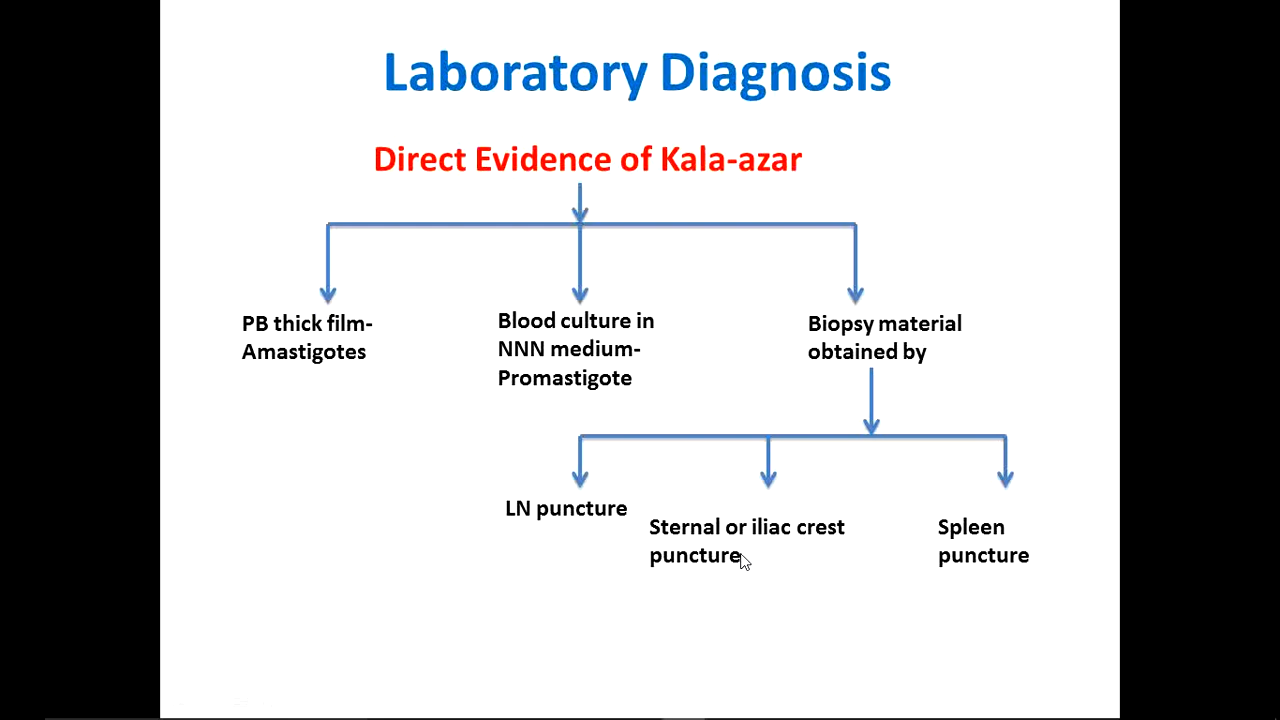 Laboratory Diagnosis
Direct Evidence of Kala-azar
PB thick film-
Amastigotes
Blood culture in
NNN medium-
Promastigote
Biopsy material
obtained by
LN puncture
Sternal or iliac crest
puncture
Spleen
puncture